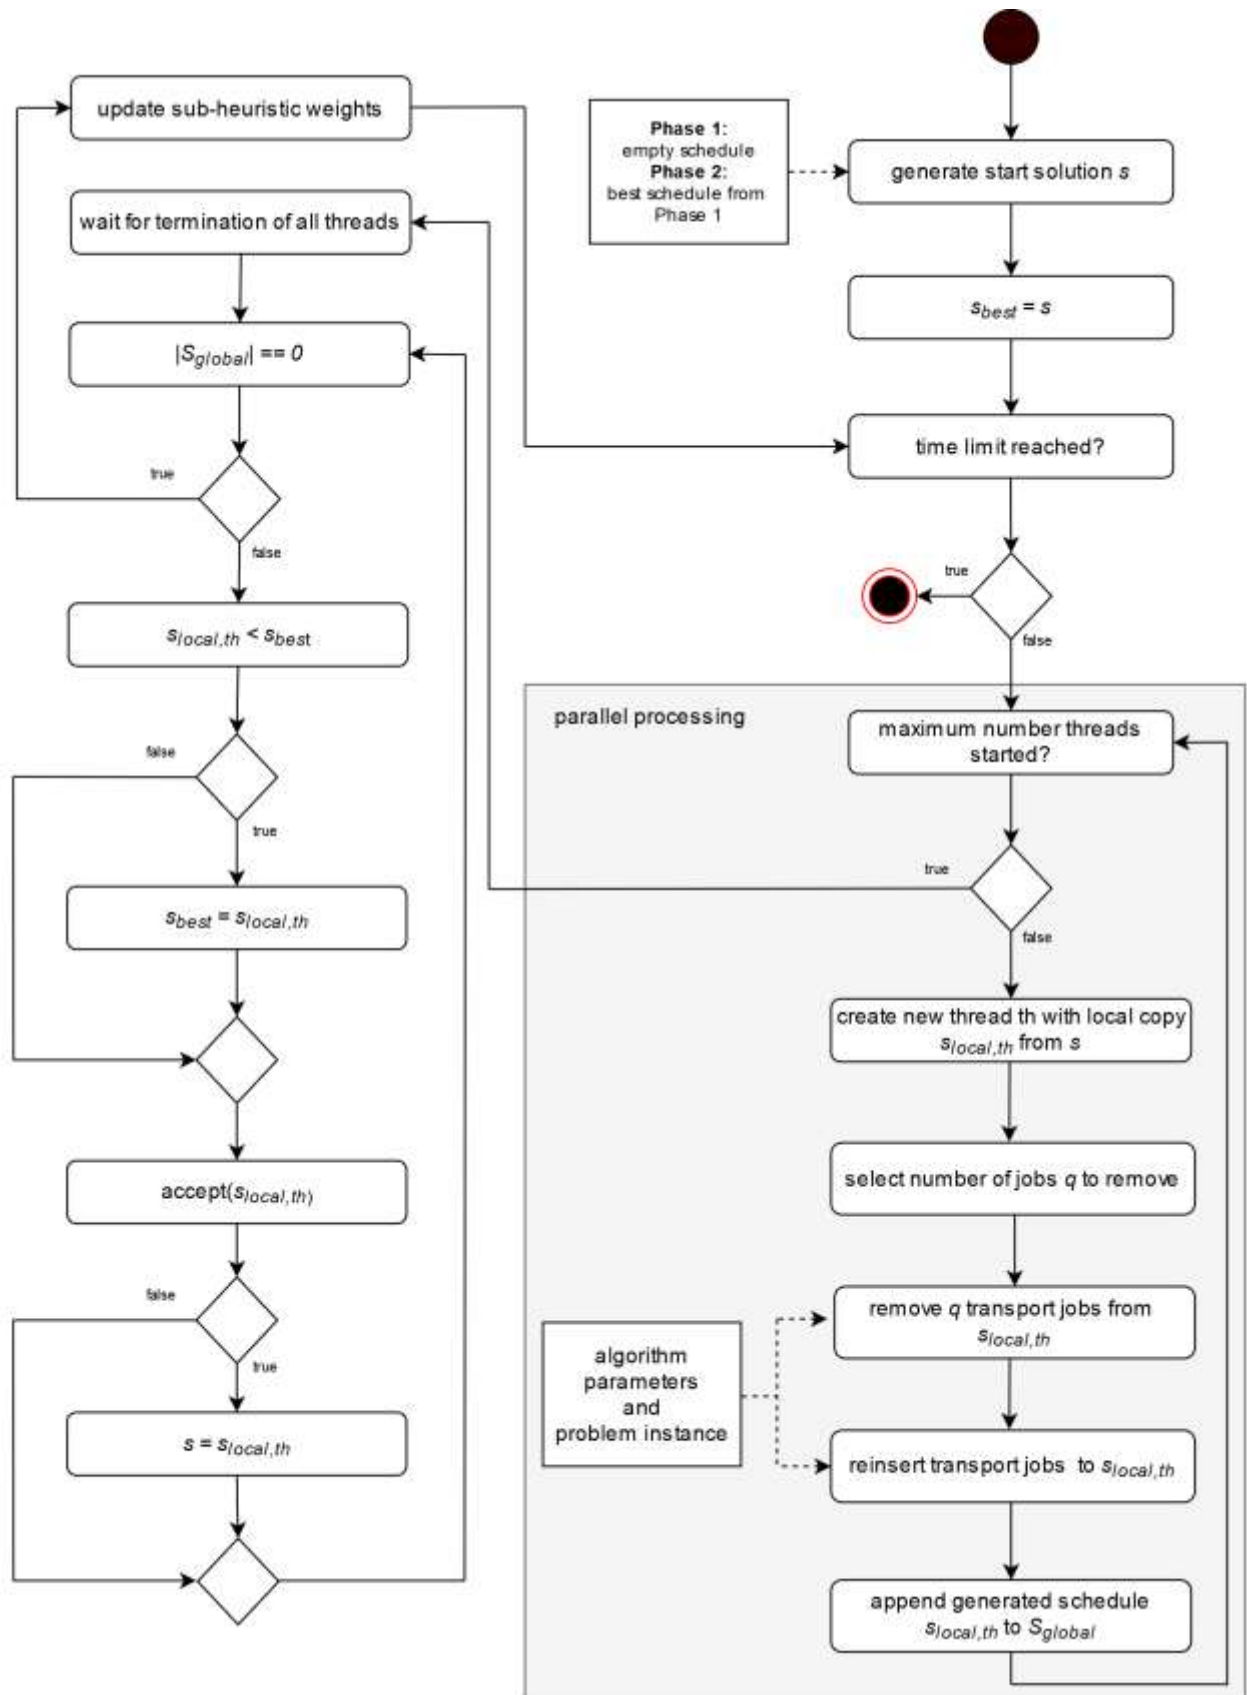 update sub-heuristic weights
wait for termination of all threads
|S_global| == 0
true
false
s_local,th < s_best
false
true
s_best = s_local,th
accept(s_local,th)
false
true
s = s_local,th
Phase 1:
empty schedule
Phase 2:
best schedule from
Phase 1
generate start solution s
s_best = s
time limit reached?
true
false
parallel processing
maximum number threads
started?
true
false
create new thread th with local copy
s_local,th from s
select number of jobs q to remove
remove q transport jobs from
s_local,th
algorithm
parameters
and
problem instance
reinsert transport jobs to s_local,th
append generated schedule
s_local,th to S_global